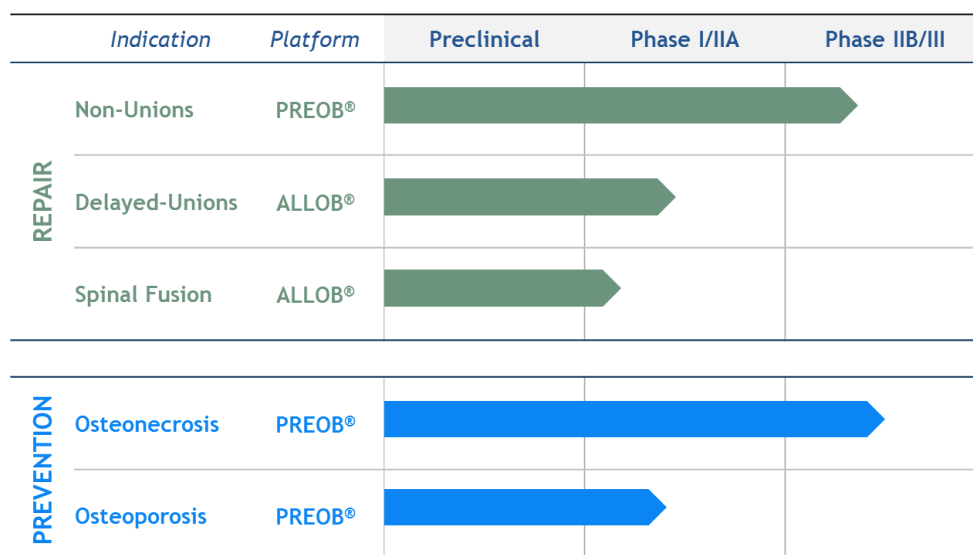 Indication Platform Preclinical Phase I/IIA Phase IIB/III
REPAIR
Non-Unions PREOB®
Delayed-Unions ALLOB®
Spinal Fusion ALLOB®
PREVENTION
Osteonecrosis PREOB®
Osteoporosis PREOB®